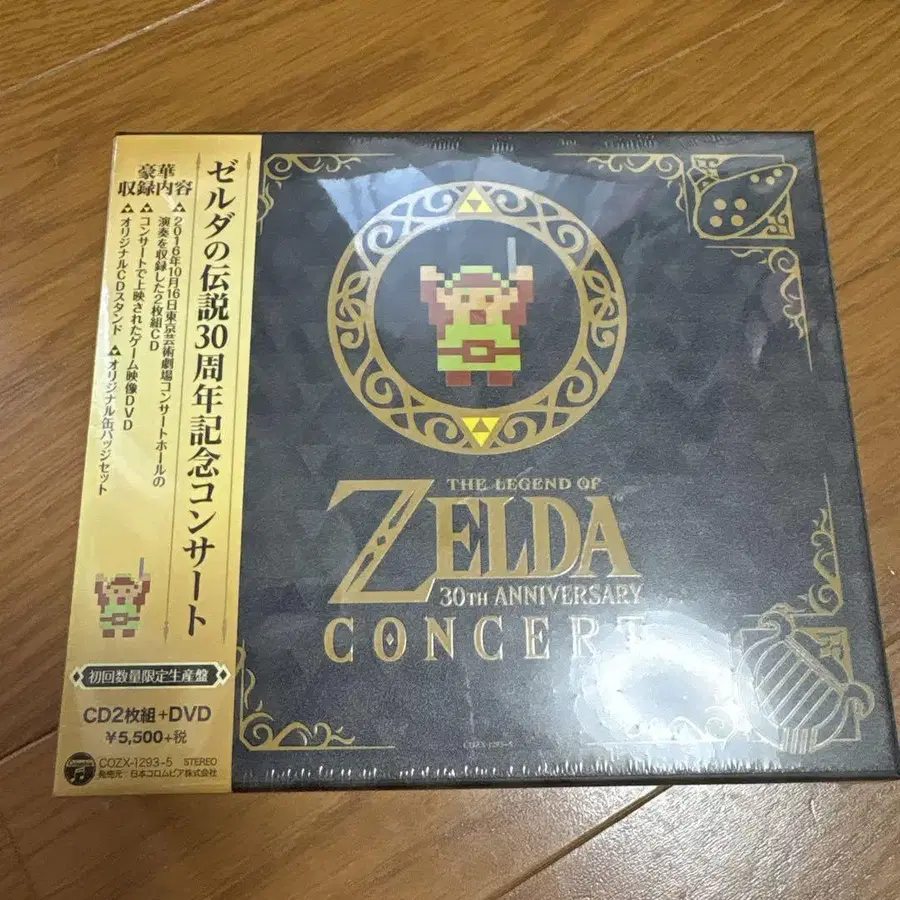 ゼルダの伝説30周年記念コンサート
豪華
収録内容
2016年10月16日東京芸術劇場コンサートホールの
演奏を収録した2枚組CD
コンサートで上映されたゲーム映像DVD
オリジナルCDスタンド
オリジナル缶バッジセット
初回数量限定生産盤
CD2枚組+DVD
¥5,500+税
Columbia
COZX-1293-5 STEREO
発売元:日本コロムビア株式会社
THE LEGEND OF
ZELDA
TM
30TH ANNIVERSARY
CONCERT
COZX-1293-5